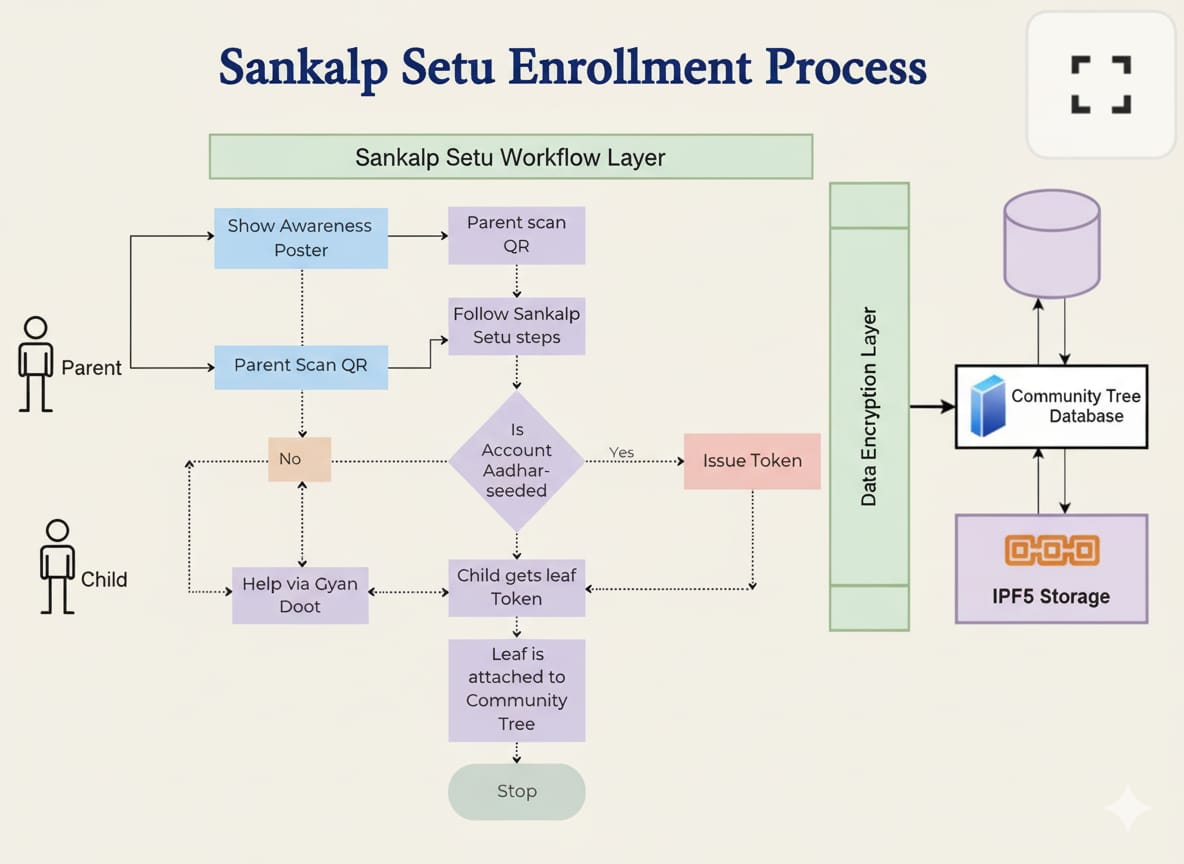 Sankalp Setu Enrollment Process
Sankalp Setu Workflow Layer
Show Awareness
Poster
Parent scan
QR
Follow Sankalp
Setu steps
Parent
Parent Scan QR
Is
Account
Aadhar-
seeded
No
Yes
Issue Token
Child
Help via Gyan
Doot
Child gets leaf
Token
Leaf is
attached to
Community
Tree
Stop
Data Encryption Layer
Community Tree
Database
IPF5 Storage